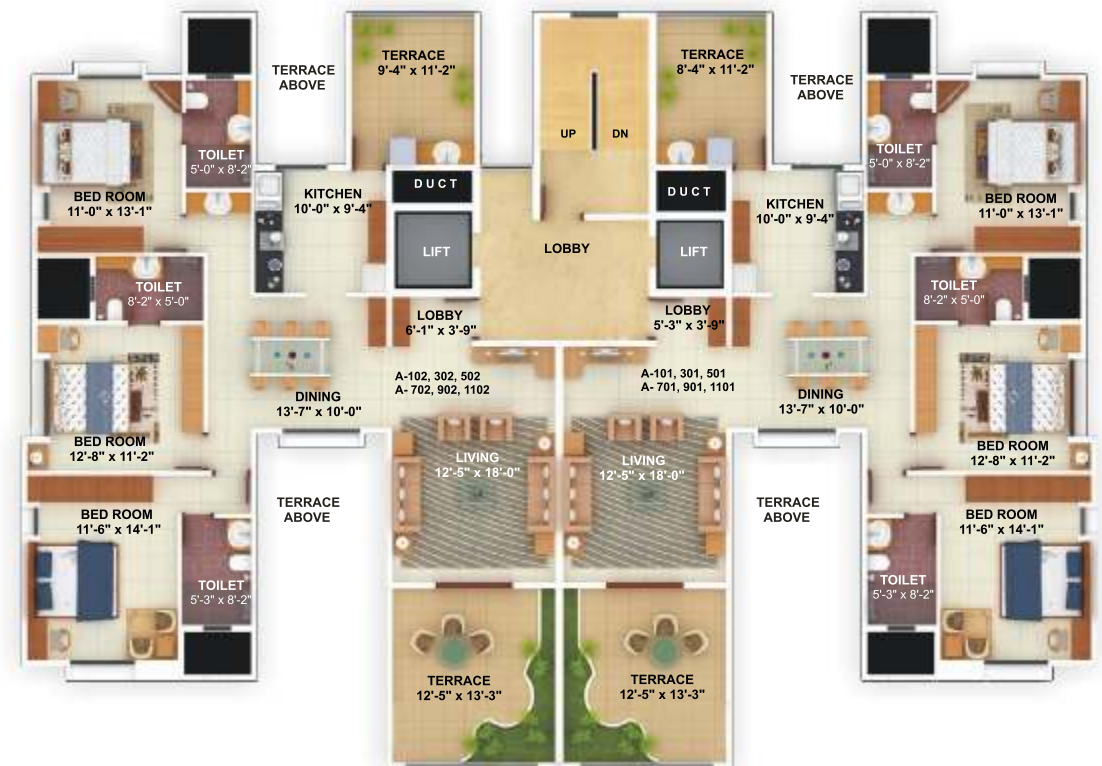 TERRACE
ABOVE
TERRACE
9'-4" x 11'-2"
UP
DN
TERRACE
8'-4" x 11'-2"
TERRACE
ABOVE
TOILET
5'-0" x 8'-2"
TOILET
5'-0" x 8'-2"
BED ROOM
11'-0" x 13'-1"
KITCHEN
10'-0" x 9'-4"
DUCT
DUCT
KITCHEN
10'-0" x 9'-4"
BED ROOM
11'-0" x 13'-1"
LIFT
LOBBY
LIFT
TOILET
8'-2" x 5'-0"
TOILET
8'-2" x 5'-0"
LOBBY
6'-1" x 3'-9"
LOBBY
5'-3" x 3'-9"
A-102, 302, 502
A- 702, 902, 1102
A-101, 301, 501
A- 701, 901, 1101
DINING
13'-7" x 10'-0"
DINING
13'-7" x 10'-0"
BED ROOM
12'-8" x 11'-2"
LIVING
12'-5" x 18'-0"
LIVING
12'-5" x 18'-0"
BED ROOM
12'-8" x 11'-2"
TERRACE
ABOVE
TERRACE
ABOVE
BED ROOM
11'-6" x 14'-1"
BED ROOM
11'-6" x 14'-1"
TOILET
5'-3" x 8'-2"
TOILET
5'-3" x 8'-2"
TERRACE
12'-5" x 13'-3"
TERRACE
12'-5" x 13'-3"